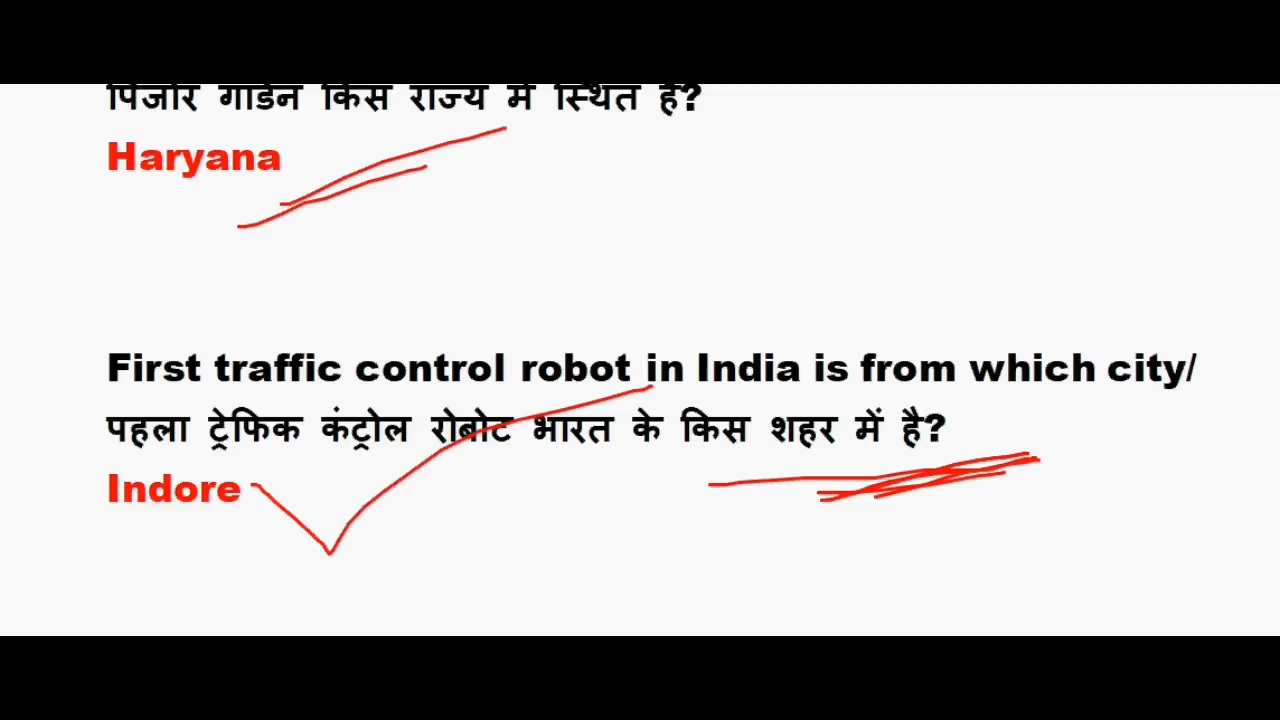 पिंजौर गार्डन किस राज्य में स्थित है?
Haryana
First traffic control robot in India is from which city/
पहला ट्रेफिक कंट्रोल रोबोट भारत के किस शहर में है?
Indore